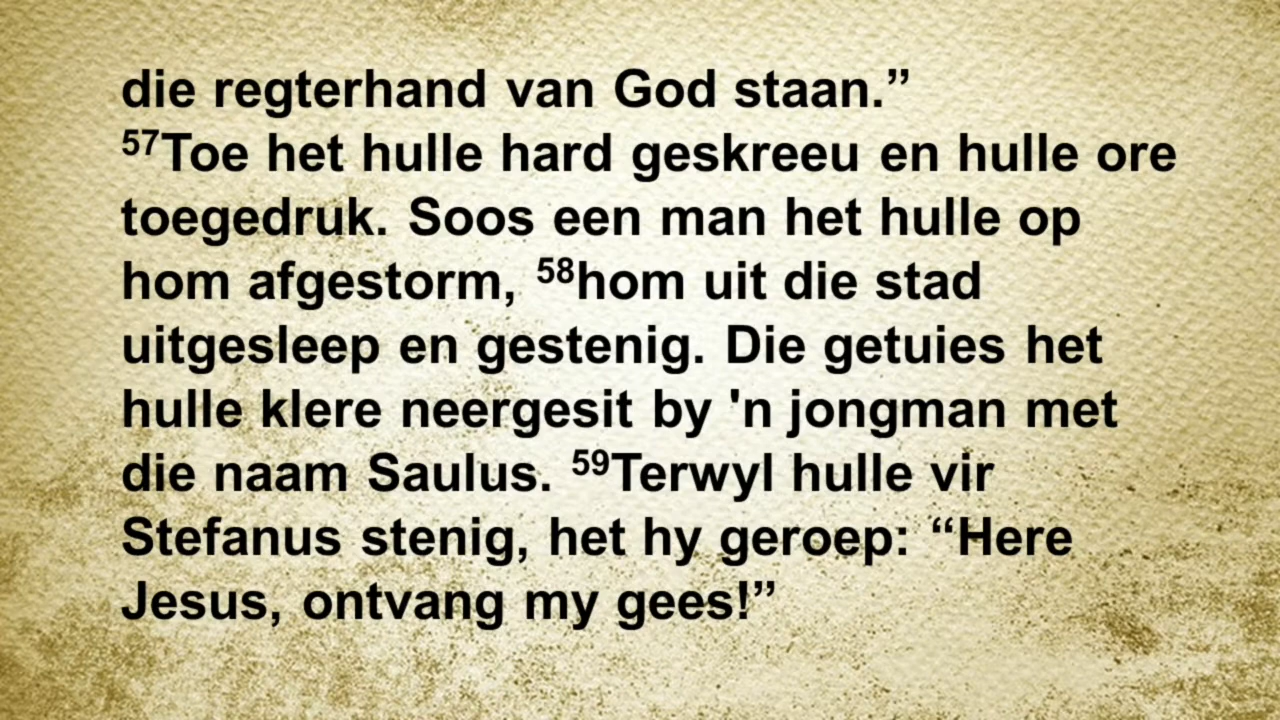 die regterhand van God staan.”
⁵⁷Toe het hulle hard geskreeu en hulle ore
toegedruk. Soos een man het hulle op
hom afgestorm, ⁵⁸hom uit die stad
uitgesleep en gestenig. Die getuies het
hulle klere neergesit by 'n jongman met
die naam Saulus. ⁵⁹Terwyl hulle vir
Stefanus stenig, het hy geroep: “Here
Jesus, ontvang my gees!”